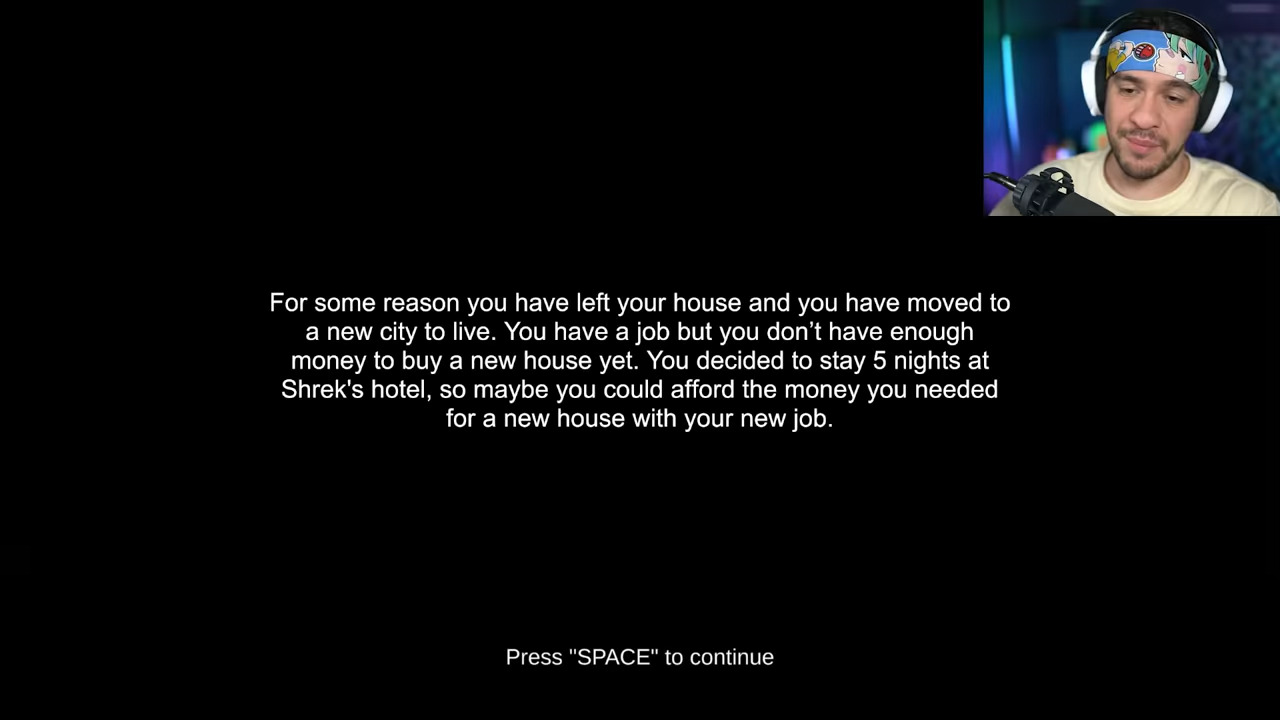 For some reason you have left your house and you have moved to
a new city to live. You have a job but you don’t have enough
money to buy a new house yet. You decided to stay 5 nights at
Shrek's hotel, so maybe you could afford the money you needed
for a new house with your new job.
Press "SPACE" to continue